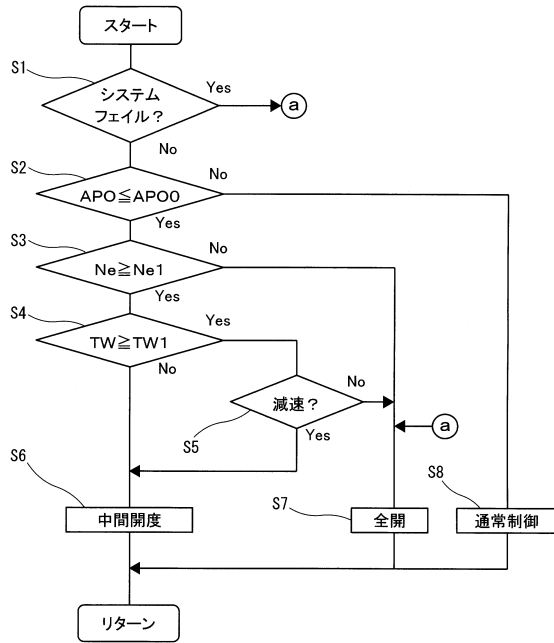 スタート
S1
システム
フェイル？
Yes
a
No
S2
APO≦APO0
No
Yes
S3
Ne≧Ne1
No
Yes
S4
TW≧TW1
Yes
No
減速？
No
S5
Yes
a
S6
中間開度
S7
全開
S8
通常制御
リターン